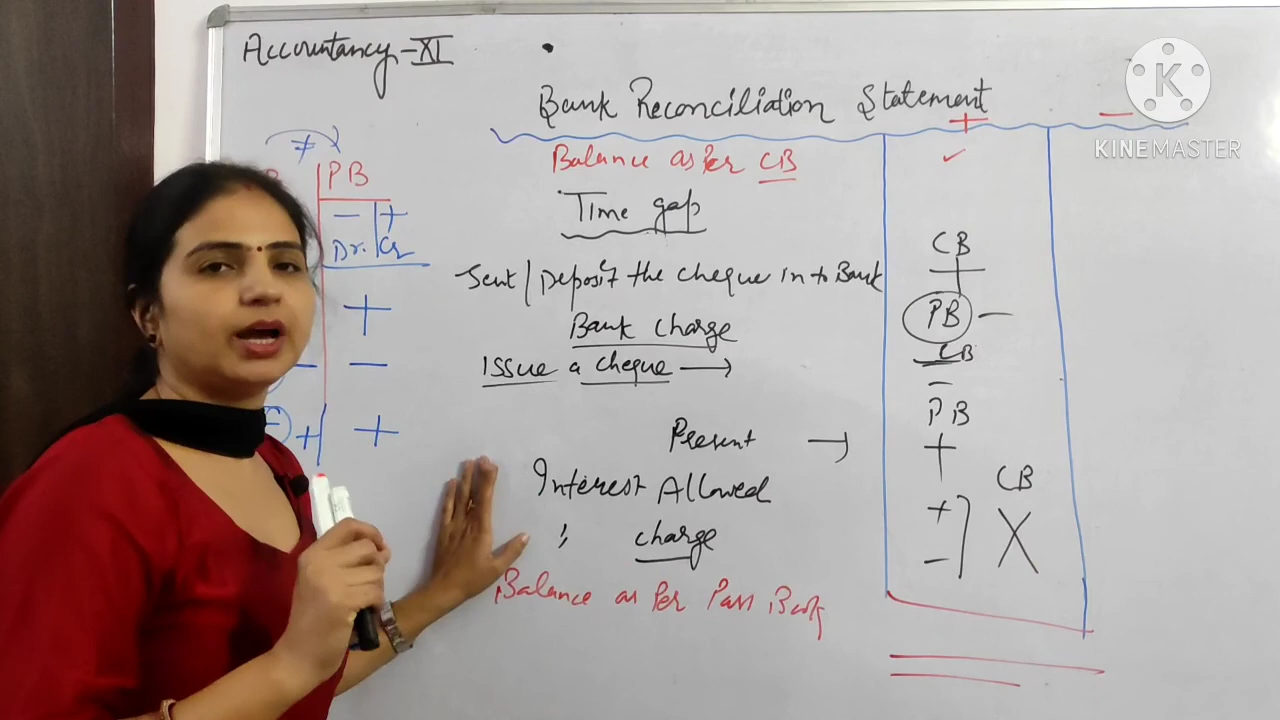 Accountancy-XI
Bank Reconciliation Statement
K
KINEMASTER
+ -
≠
B PB
Balance as Per CB ✓
- +
Dr. Cr
Time gap
CB
+
Sent/Deposit the cheque in to Bank
+
PB -
Bank charge
CB
Issue a cheque →
-
- -
PB
+ +
Present →
+
CB
Interest Allowed
+
X
" charge
-
Balance as Per Pass Book